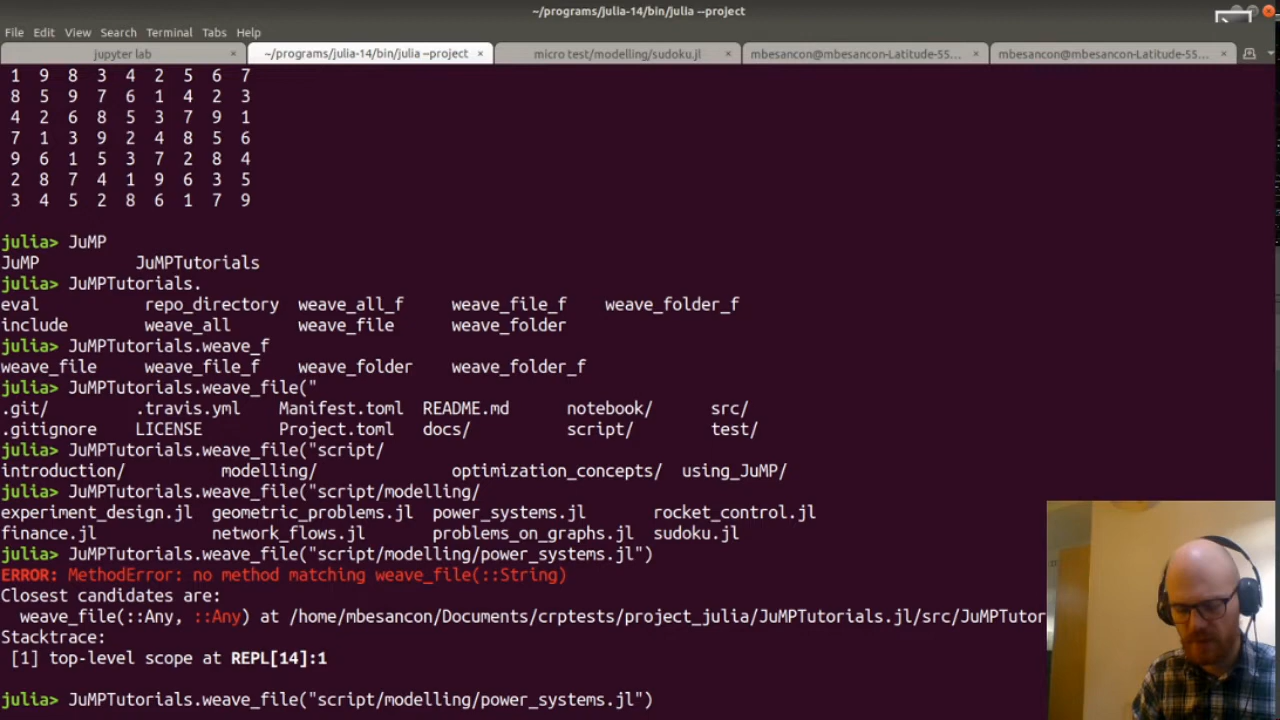 ~/programs/julia-14/bin/julia --project
File Edit View Search Terminal Tabs Help
jupyter lab × ~/programs/julia-14/bin/julia --project × micro test/modelling/sudoku.jl × mbesancon@mbesancon-Latitude-55... × mbesancon@mbesancon-Latitude-55... ×
1 9 8 3 4 2 5 6 7
8 5 9 7 6 1 4 2 3
4 2 6 8 5 3 7 9 1
7 1 3 9 2 4 8 5 6
9 6 1 5 3 7 2 8 4
2 8 7 4 1 9 6 3 5
3 4 5 2 8 6 1 7 9
julia> JuMP
JuMP JuMPTutorials
julia> JuMPTutorials.
eval repo_directory weave_all_f weave_file_f weave_folder_f
include weave_all weave_file weave_folder
julia> JuMPTutorials.weave_f
weave_file weave_file_f weave_folder weave_folder_f
julia> JuMPTutorials.weave_file("
.git/ .travis.yml Manifest.toml README.md notebook/ src/
.gitignore LICENSE Project.toml docs/ script/ test/
julia> JuMPTutorials.weave_file("script/
introduction/ modelling/ optimization_concepts/ using_JuMP/
julia> JuMPTutorials.weave_file("script/modelling/
experiment_design.jl geometric_problems.jl power_systems.jl rocket_control.jl
finance.jl network_flows.jl problems_on_graphs.jl sudoku.jl
julia> JuMPTutorials.weave_file("script/modelling/power_systems.jl")
ERROR: MethodError: no method matching weave_file(::String)
Closest candidates are:
weave_file(::Any, ::Any) at /home/mbesancon/Documents/crptests/project_julia/JuMPTutorials.jl/src/JuMPTutor
Stacktrace:
[1] top-level scope at REPL[14]:1
julia> JuMPTutorials.weave_file("script/modelling/power_systems.jl")